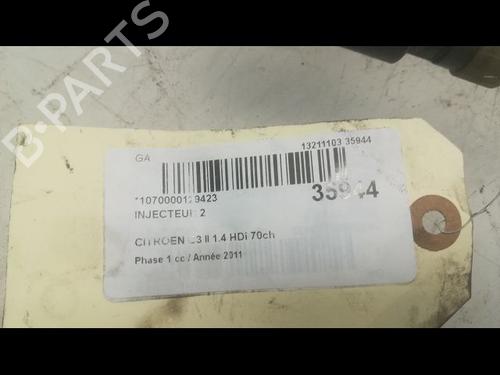 B-PARTS
GA
13211103 35944
*1070000129423
35944
INJECTEUR 2
CITROEN C3 II 1.4 HDi 70ch
Phase 1 cc / Année 2011